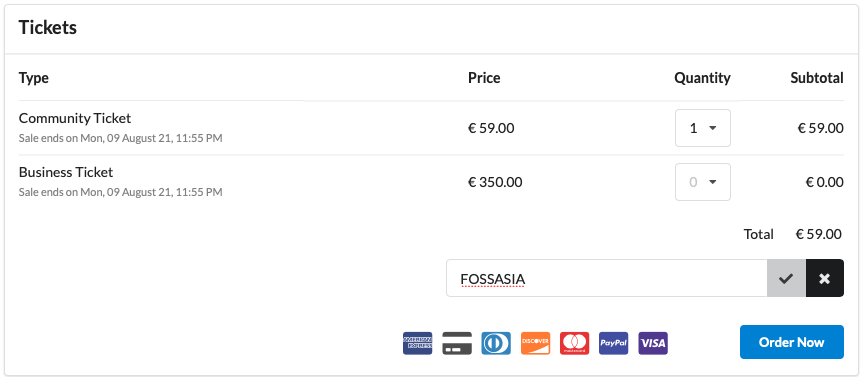 Tickets
Type Price Quantity Subtotal
Community Ticket
Sale ends on Mon, 09 August 21, 11:55 PM
€ 59.00 1 € 59.00
Business Ticket
Sale ends on Mon, 09 August 21, 11:55 PM
€ 350.00 0 € 0.00
Total € 59.00
FOSSASIA
AMERICAN EXPRESS DISCOVER mastercard PayPal VISA Order Now